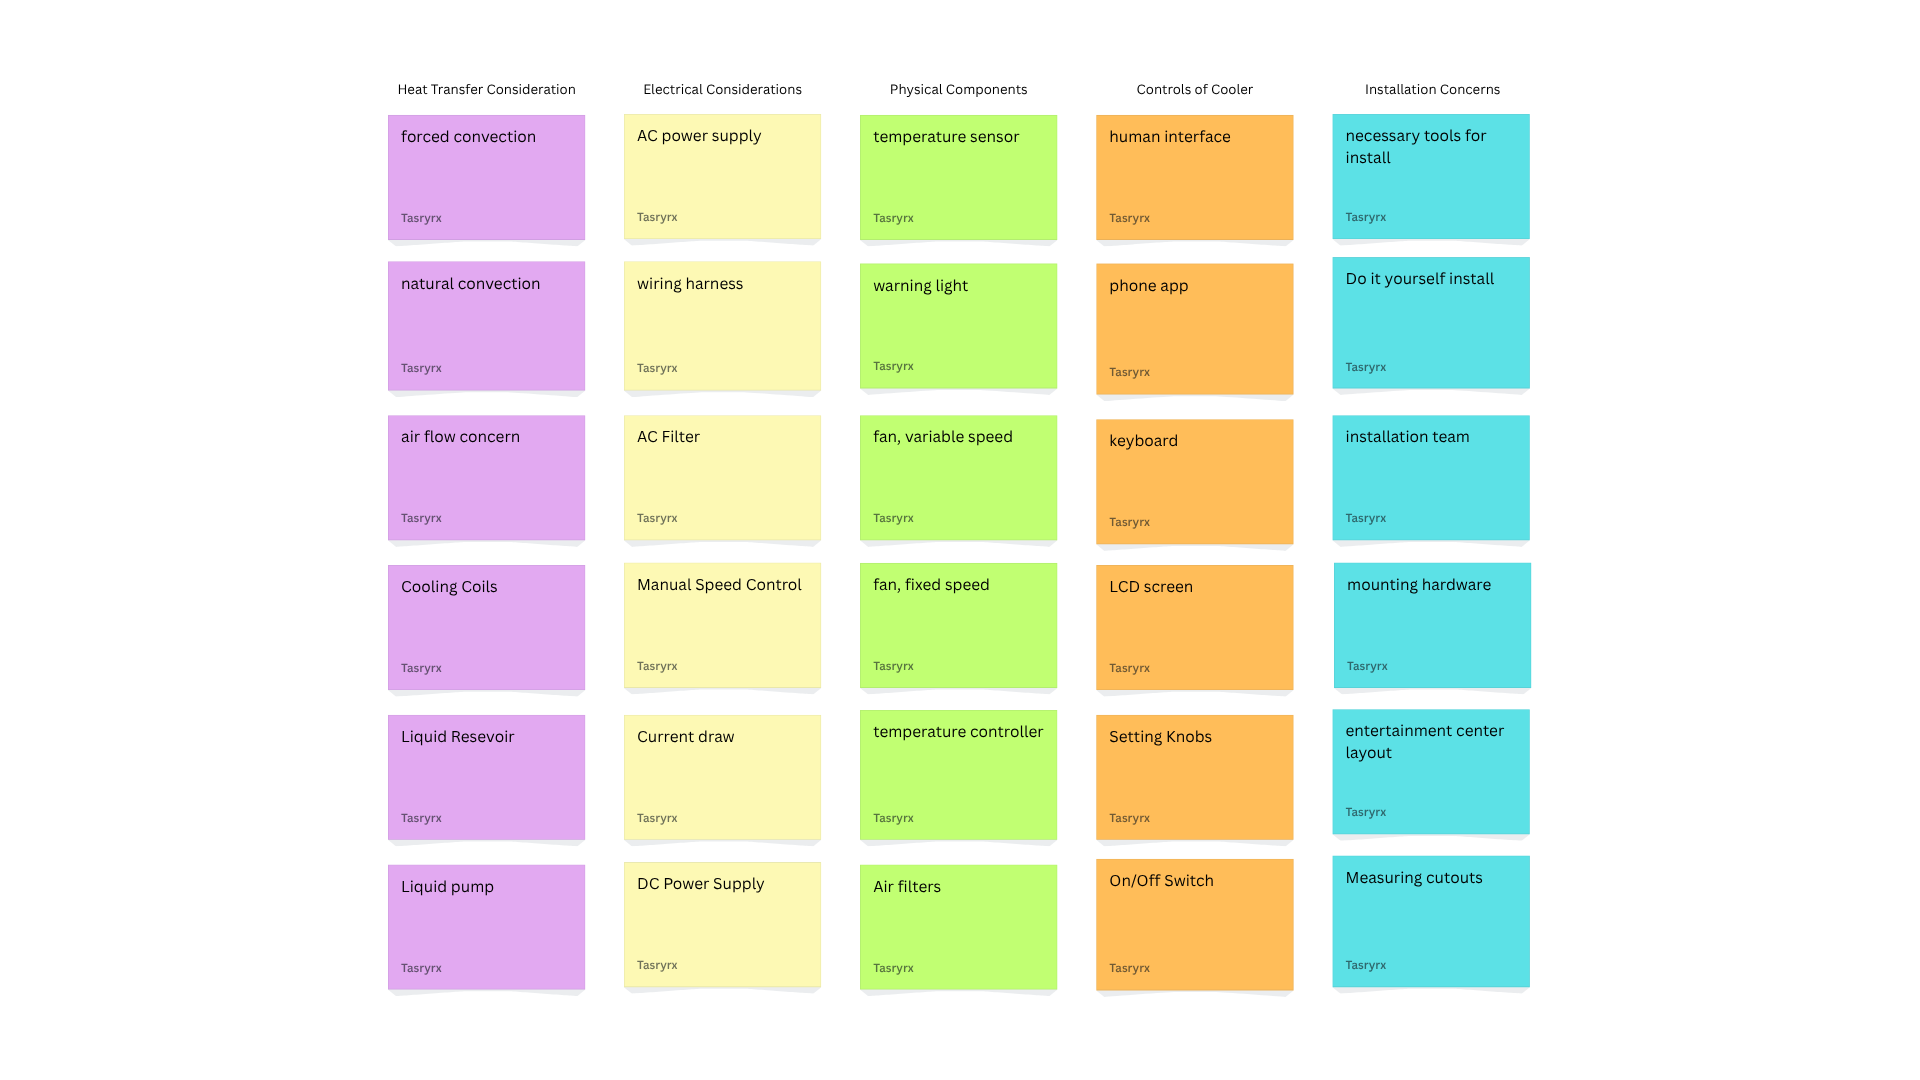 Heat Transfer Consideration
Electrical Considerations
Physical Components
Controls of Cooler
Installation Concerns
forced convection
Tasryrx
AC power supply
Tasryrx
temperature sensor
Tasryrx
human interface
Tasryrx
necessary tools for
install
Tasryrx
natural convection
Tasryrx
wiring harness
Tasryrx
warning light
Tasryrx
phone app
Tasryrx
Do it yourself install
Tasryrx
air flow concern
Tasryrx
AC Filter
Tasryrx
fan, variable speed
Tasryrx
keyboard
Tasryrx
installation team
Tasryrx
Cooling Coils
Tasryrx
Manual Speed Control
Tasryrx
fan, fixed speed
Tasryrx
LCD screen
Tasryrx
mounting hardware
Tasryrx
Liquid Resevoir
Tasryrx
Current draw
Tasryrx
temperature controller
Tasryrx
Setting Knobs
Tasryrx
entertainment center
layout
Tasryrx
Liquid pump
Tasryrx
DC Power Supply
Tasryrx
Air filters
Tasryrx
On/Off Switch
Tasryrx
Measuring cutouts
Tasryrx